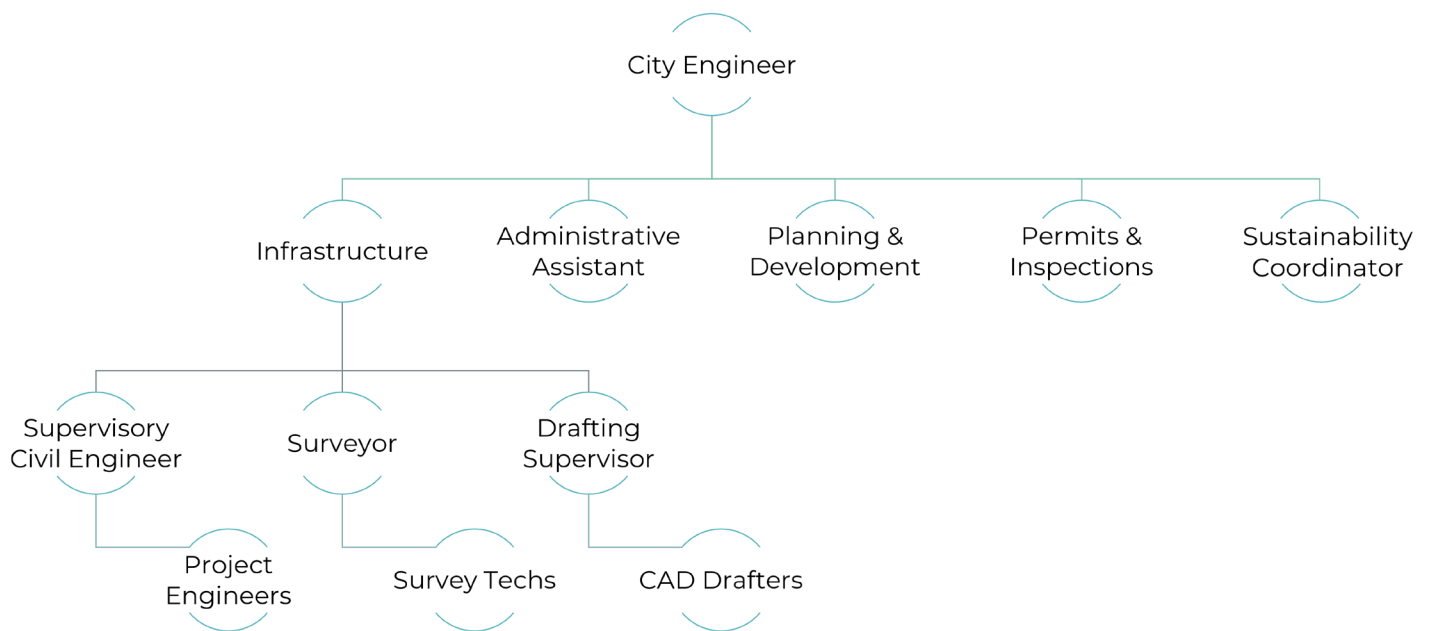 City Engineer
Infrastructure
Administrative
Assistant
Planning &
Development
Permits &
Inspections
Sustainability
Coordinator
Supervisory
Civil Engineer
Surveyor
Drafting
Supervisor
Project
Engineers
Survey Techs
CAD Drafters